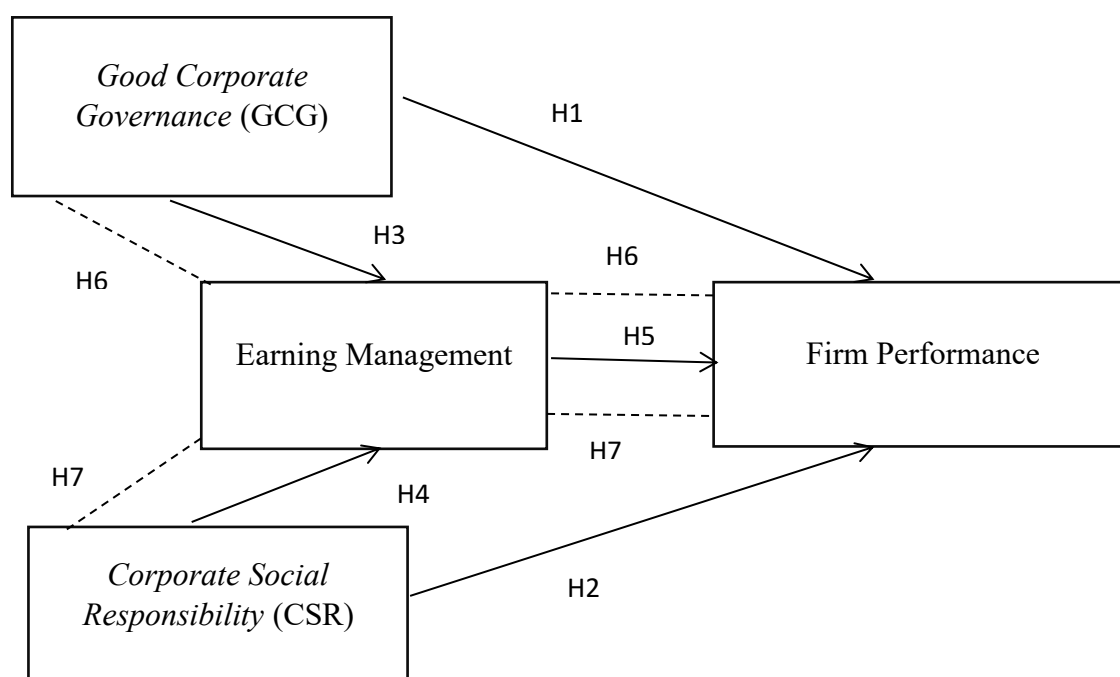 Good Corporate
Governance (GCG)
H1
H3
H6
H6
Earning Management
H5
Firm Performance
H7
H7
H4
Corporate Social
Responsibility (CSR)
H2